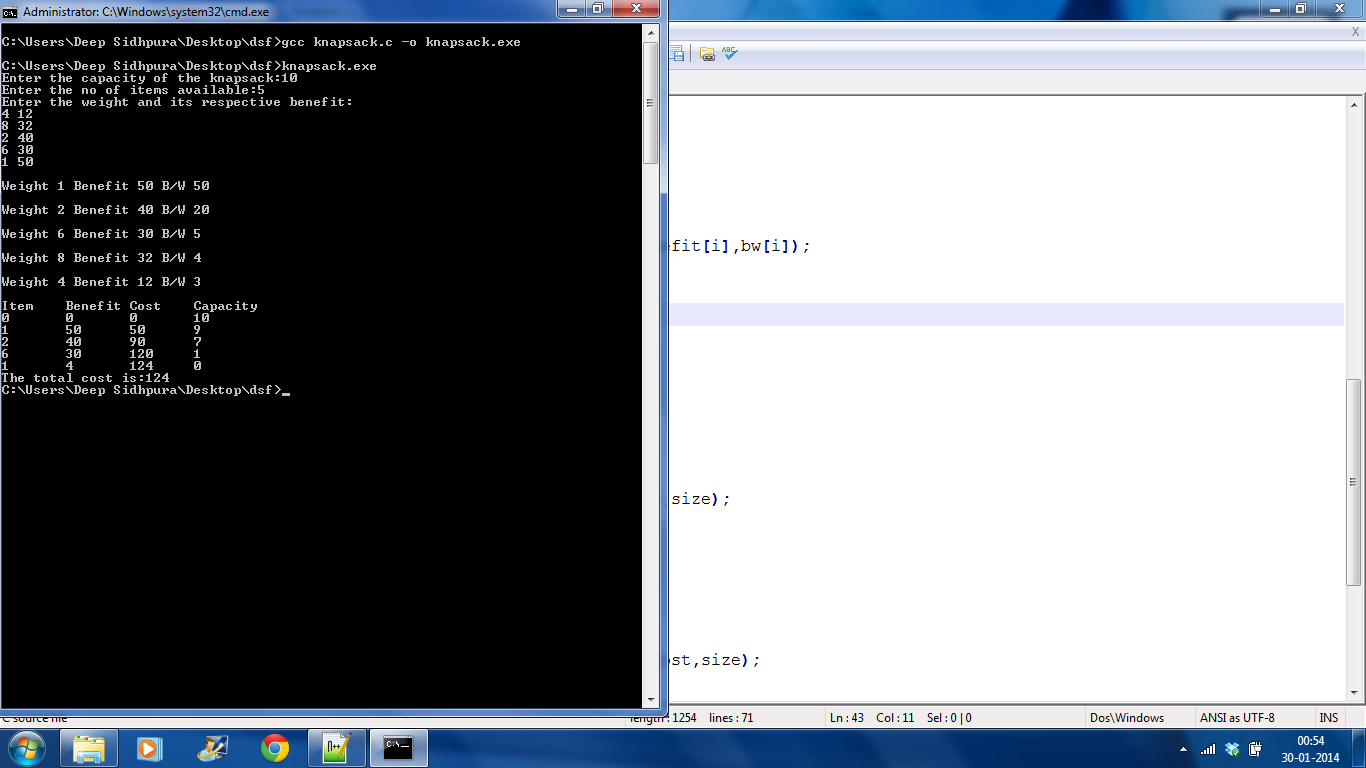 Administrator: C:\Windows\system32\cmd.exe
C:\Users\Deep Sidhpura\Desktop\dsf>gcc knapsack.c -o knapsack.exe
C:\Users\Deep Sidhpura\Desktop\dsf>knapsack.exe
Enter the capacity of the knapsack:10
Enter the no of items available:5
Enter the weight and its respective benefit:
4 12
8 32
2 40
6 30
1 50
Weight 1 Benefit 50 B/W 50
Weight 2 Benefit 40 B/W 20
Weight 6 Benefit 30 B/W 5
Weight 8 Benefit 32 B/W 4
Weight 4 Benefit 12 B/W 3
Item Benefit Cost Capacity
0 0 0 10
1 50 50 9
2 40 90 7
6 30 120 1
1 4 124 0
The total cost is:124
C:\Users\Deep Sidhpura\Desktop\dsf>_
ABC
X
efit[i],bw[i]);
size);
ost,size);
C source file length : 1254 lines : 71 Ln : 43 Col : 11 Sel : 0 | 0 Dos\Windows ANSI as UTF-8 INS
C:\
00:54
30-01-2014